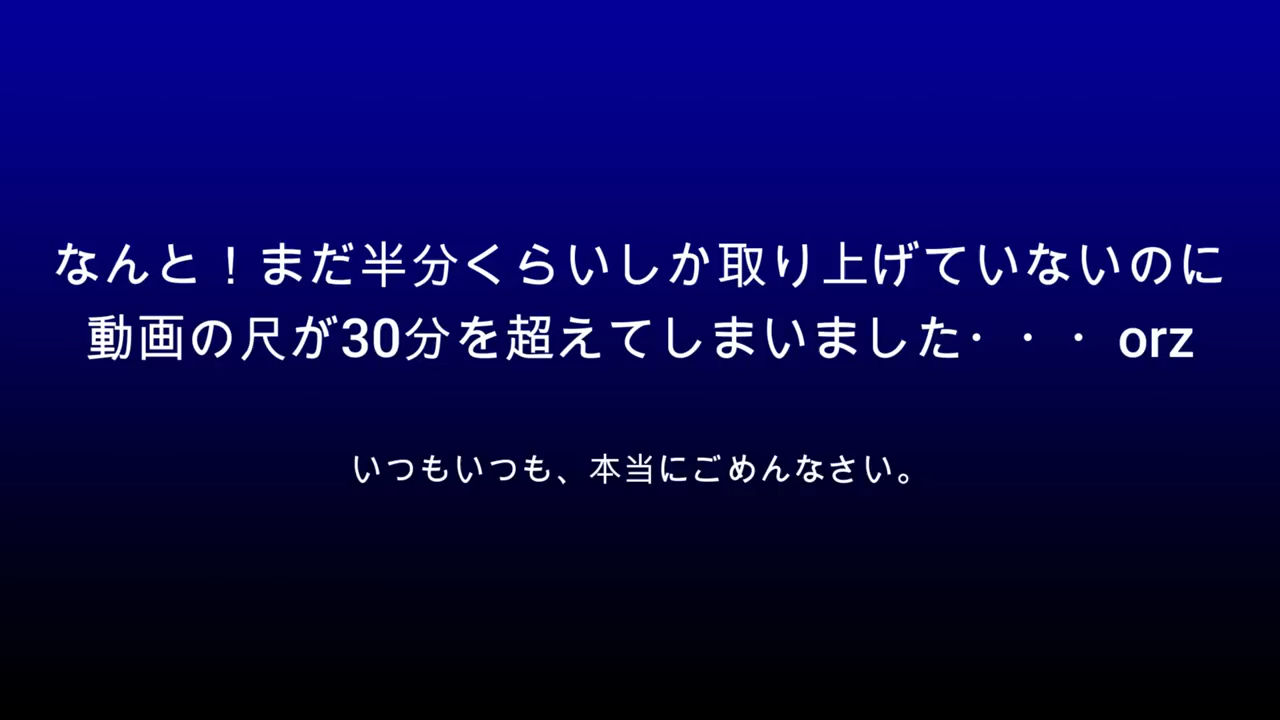 なんと！まだ半分くらいしか取り上げていないのに
動画の尺が30分を超えてしまいました・・・orz
いつもいつも、本当にごめんなさい。